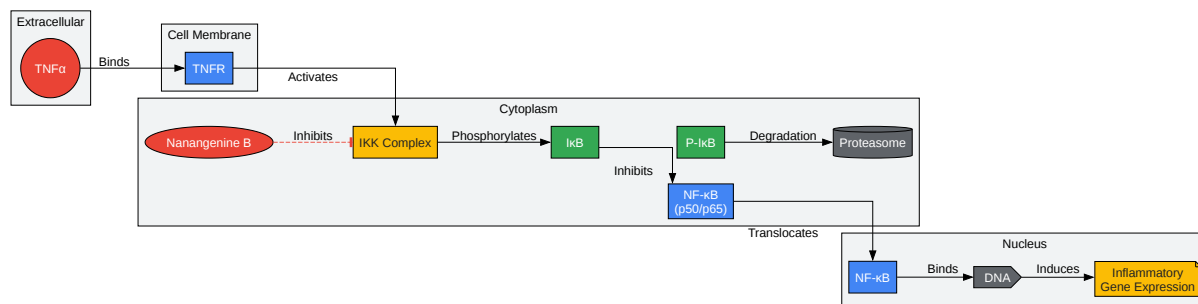 Extracellular
TNFα
Binds
Cell Membrane
TNFR
Activates
Cytoplasm
Nanangenine B
Inhibits
IKK Complex
Phosphorylates
IκB
P-IκB
Degradation
Proteasome
Inhibits
NF-κB
(p50/p65)
Translocates
Nucleus
NF-κB
Binds
DNA
Induces
Inflammatory
Gene Expression